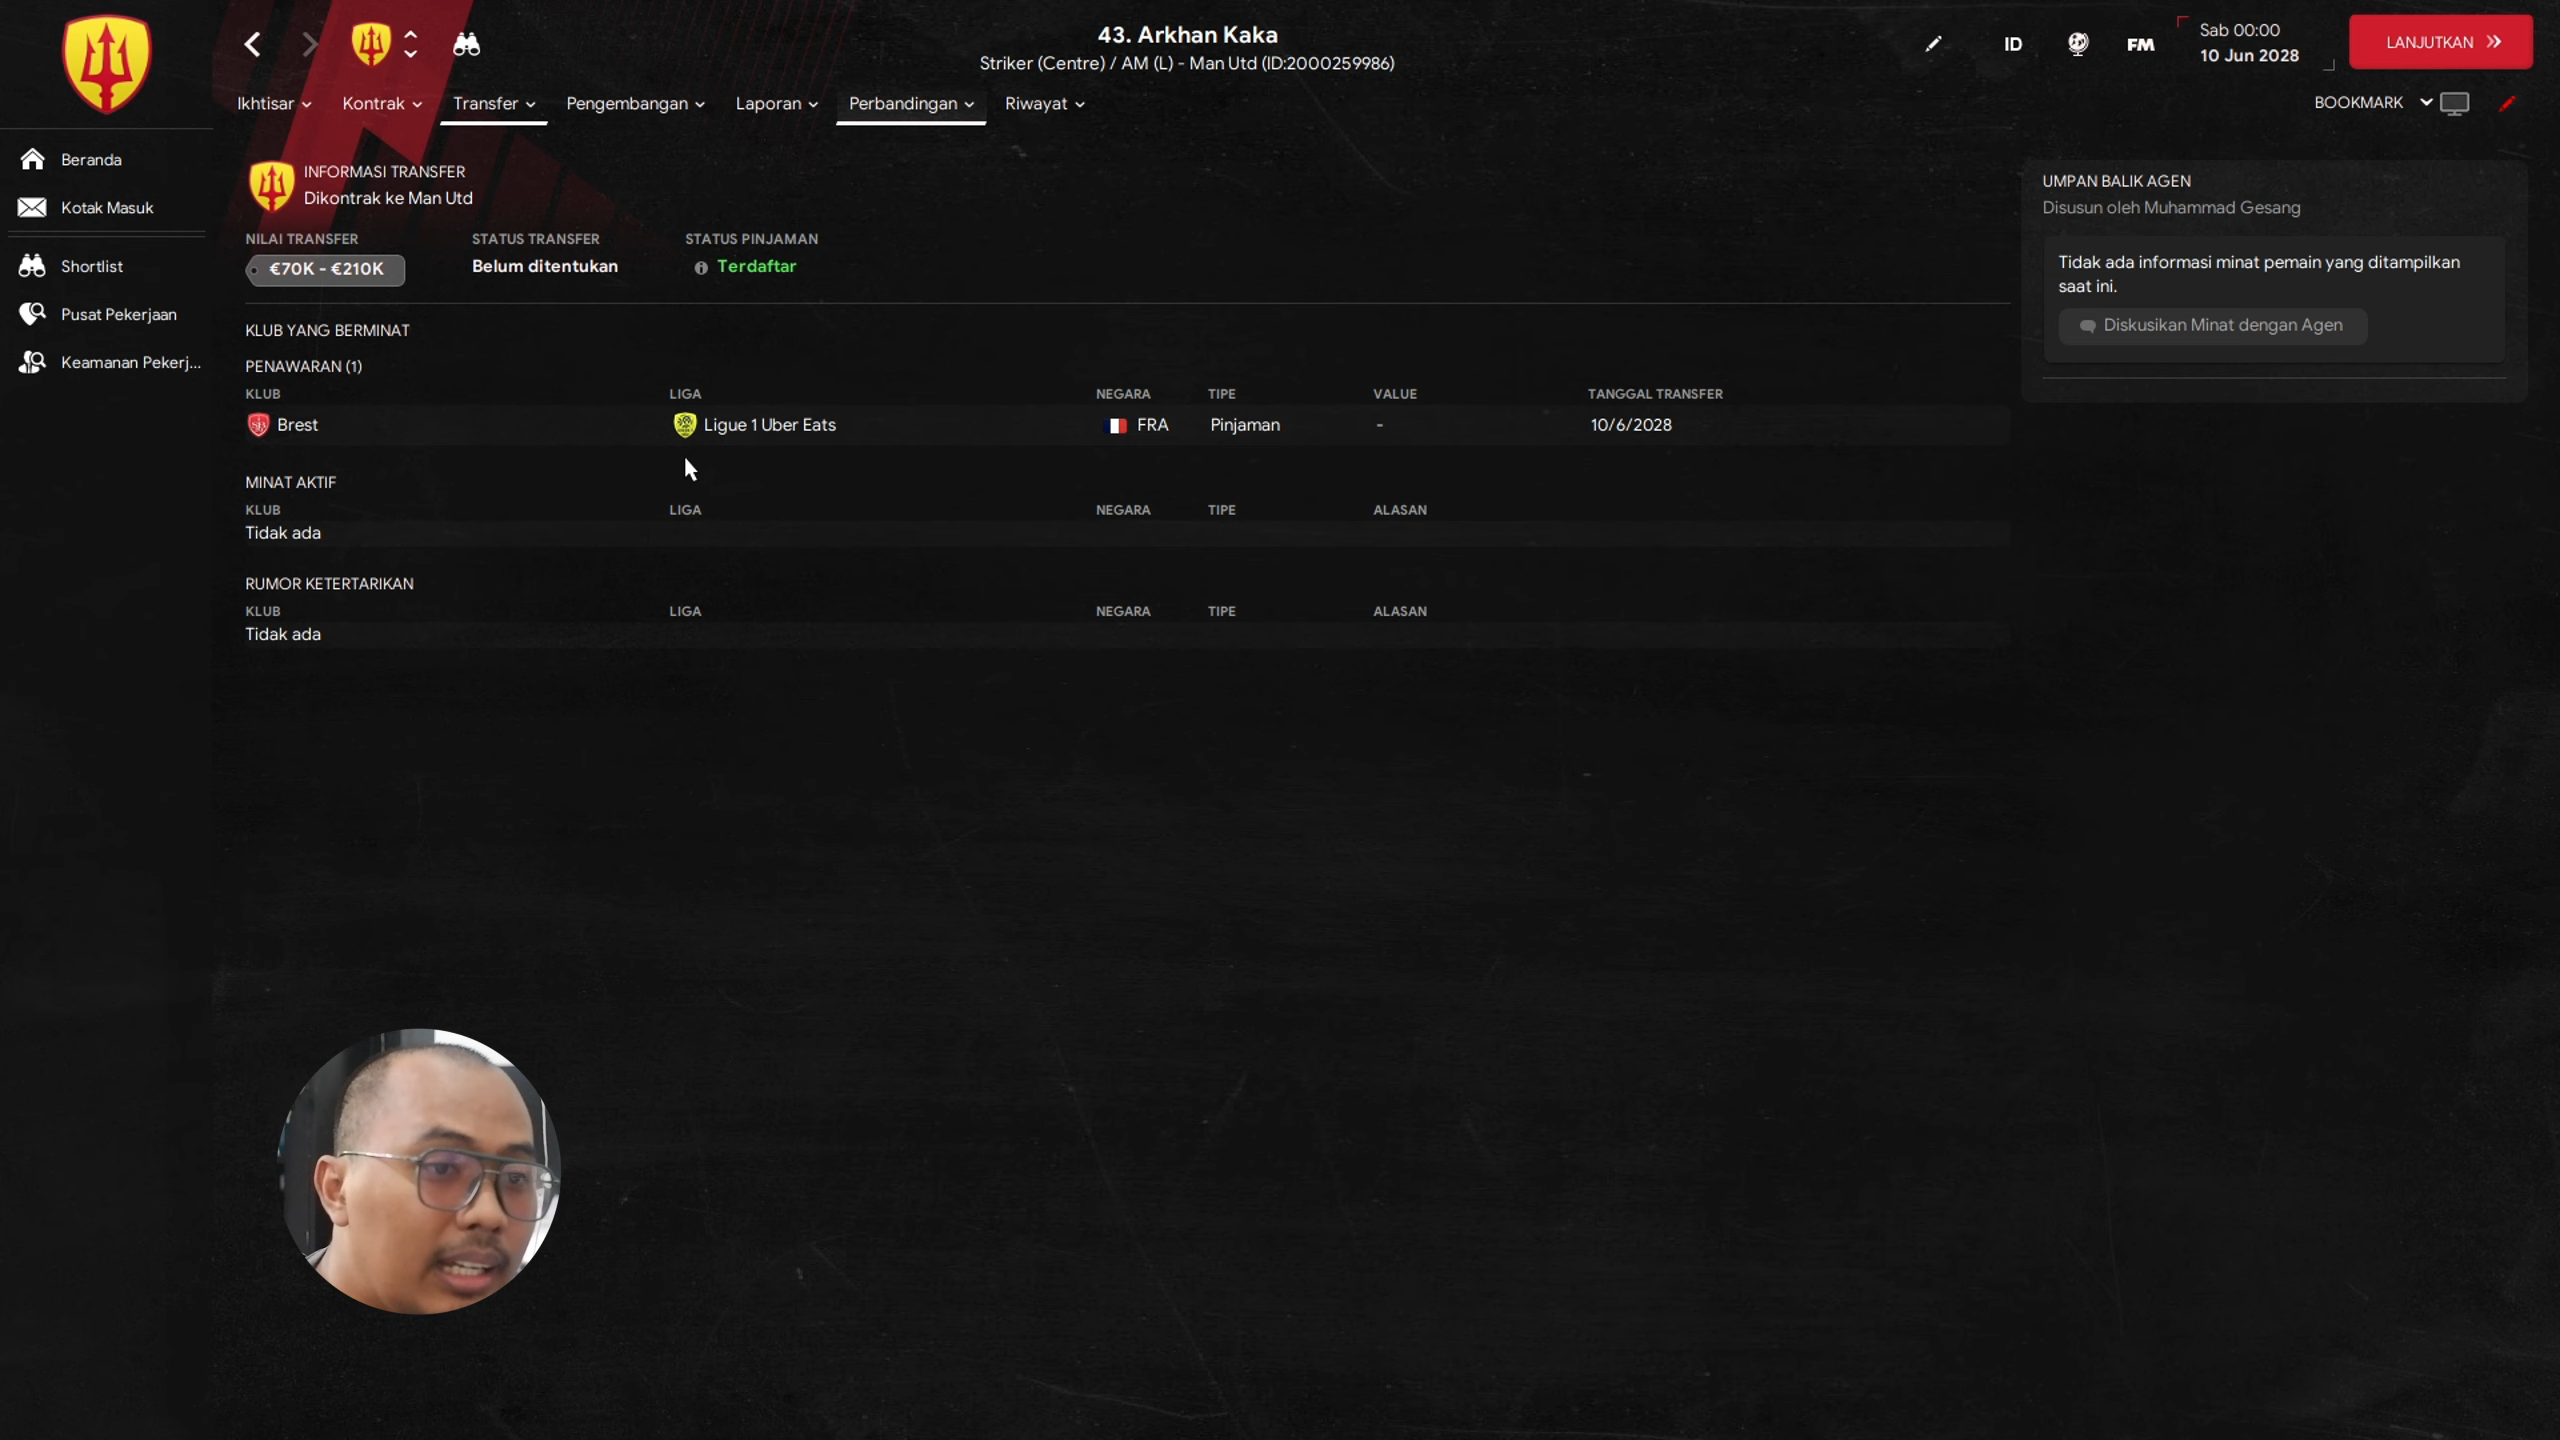 43. Arkhan Kaka
Striker (Centre) / AM (L) - Man Utd (ID:2000259986)
ID
FM
Sab 00:00
10 Jun 2028
LANJUTKAN
Ikhtisar
Kontrak
Transfer
Pengembangan
Laporan
Perbandingan
Riwayat
BOOKMARK
Beranda
Kotak Masuk
Shortlist
Pusat Pekerjaan
Keamanan Pekerj...
INFORMASI TRANSFER
Dikontrak ke Man Utd
NILAI TRANSFER STATUS TRANSFER STATUS PINJAMAN
€70K - €210K Belum ditentukan Terdaftar
KLUB YANG BERMINAT
PENAWARAN (1)
KLUB LIGA NEGARA TIPE VALUE TANGGAL TRANSFER
Brest Ligue 1 Uber Eats FRA Pinjaman - 10/6/2028
MINAT AKTIF
KLUB LIGA NEGARA TIPE ALASAN
Tidak ada
RUMOR KETERTARIKAN
KLUB LIGA NEGARA TIPE ALASAN
Tidak ada
UMPAN BALIK AGEN
Disusun oleh Muhammad Gesang
Tidak ada informasi minat pemain yang ditampilkan
saat ini.
Diskusikan Minat dengan Agen